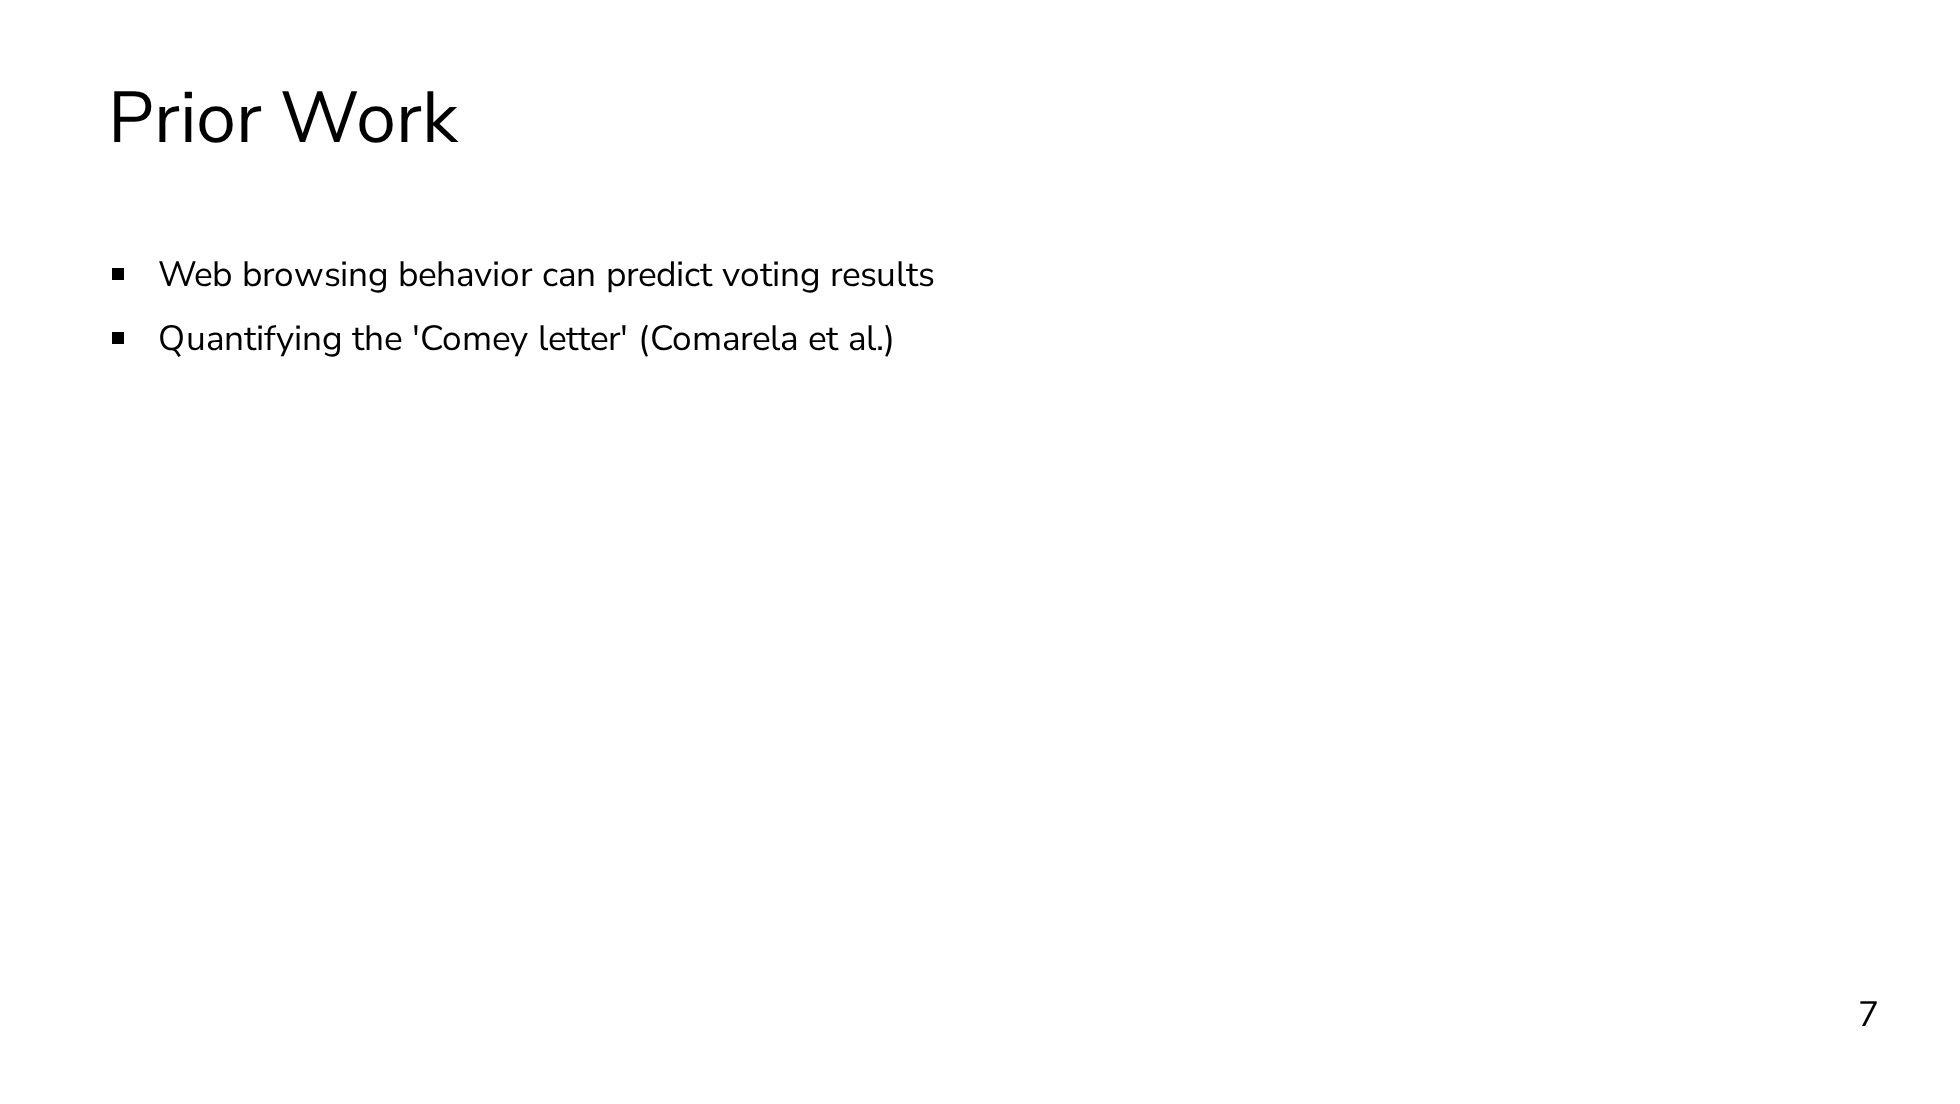 Prior Work
▪ Web browsing behavior can predict voting results
▪ Quantifying the 'Comey letter' (Comarela et al.)
7